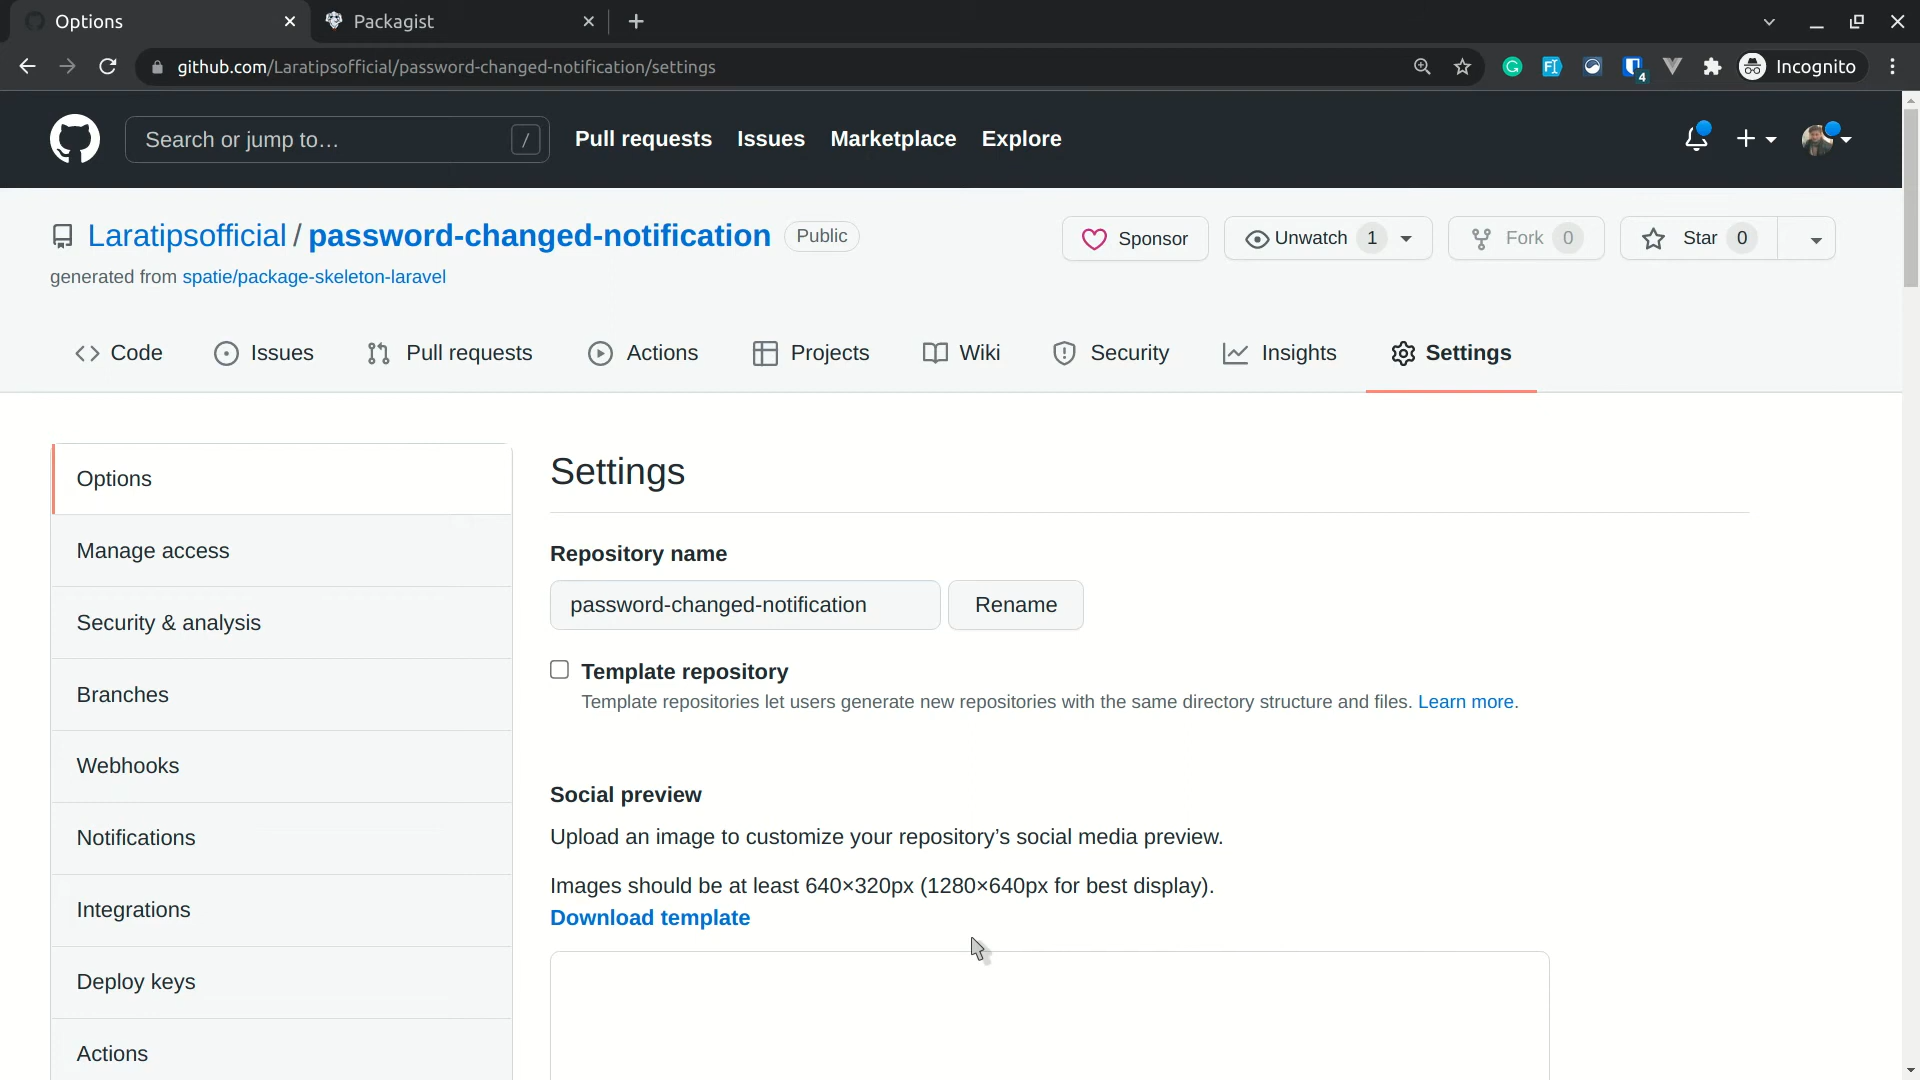 Options
Packagist
github.com/Laratipsofficial/password-changed-notification/settings
4
Incognito
Search or jump to…
/
Pull requests
Issues
Marketplace
Explore
Laratipsofficial / password-changed-notification
Public
Sponsor
Unwatch 1
Fork 0
Star 0
generated from spatie/package-skeleton-laravel
Code
Issues
Pull requests
Actions
Projects
Wiki
Security
Insights
Settings
Options
Manage access
Security & analysis
Branches
Webhooks
Notifications
Integrations
Deploy keys
Actions
Settings
Repository name
password-changed-notification
Rename
Template repository
Template repositories let users generate new repositories with the same directory structure and files. Learn more.
Social preview
Upload an image to customize your repository’s social media preview.
Images should be at least 640×320px (1280×640px for best display).
Download template